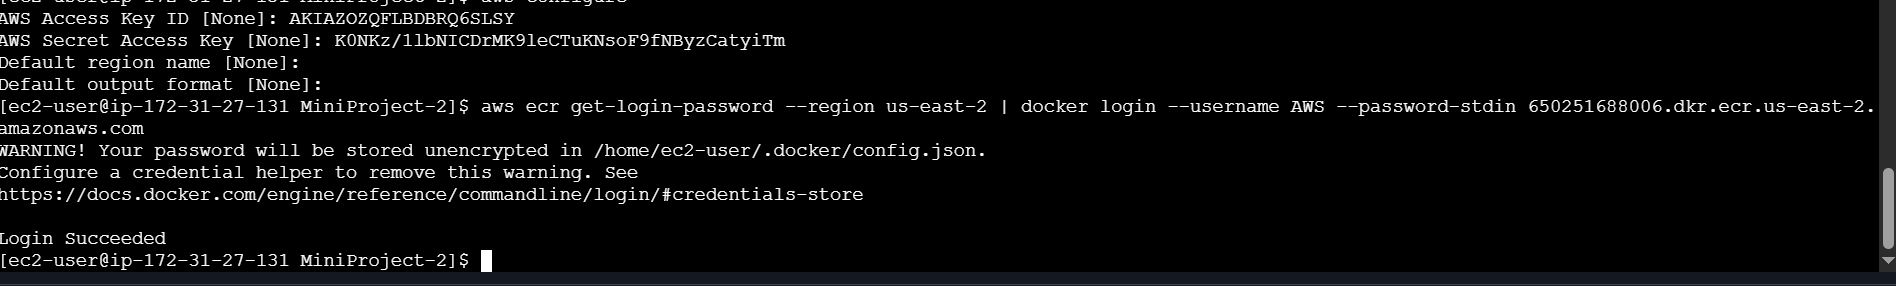 AWS Access Key ID [None]: AKIAZOZQFLBDBRQ6SLSY
AWS Secret Access Key [None]: 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
Default region name [None]:
Default output format [None]:
[ec2-user@ip-172-31-27-131 MiniProject-2]$ aws ecr get-login-password --region us-east-2 | docker login --username AWS --password-stdin 650251688006.dkr.ecr.us-east-2.
amazonaws.com
WARNING! Your password will be stored unencrypted in /home/ec2-user/.docker/config.json.
Configure a credential helper to remove this warning. See
https://docs.docker.com/engine/reference/commandline/login/#credentials-store
Login Succeeded
[ec2-user@ip-172-31-27-131 MiniProject-2]$